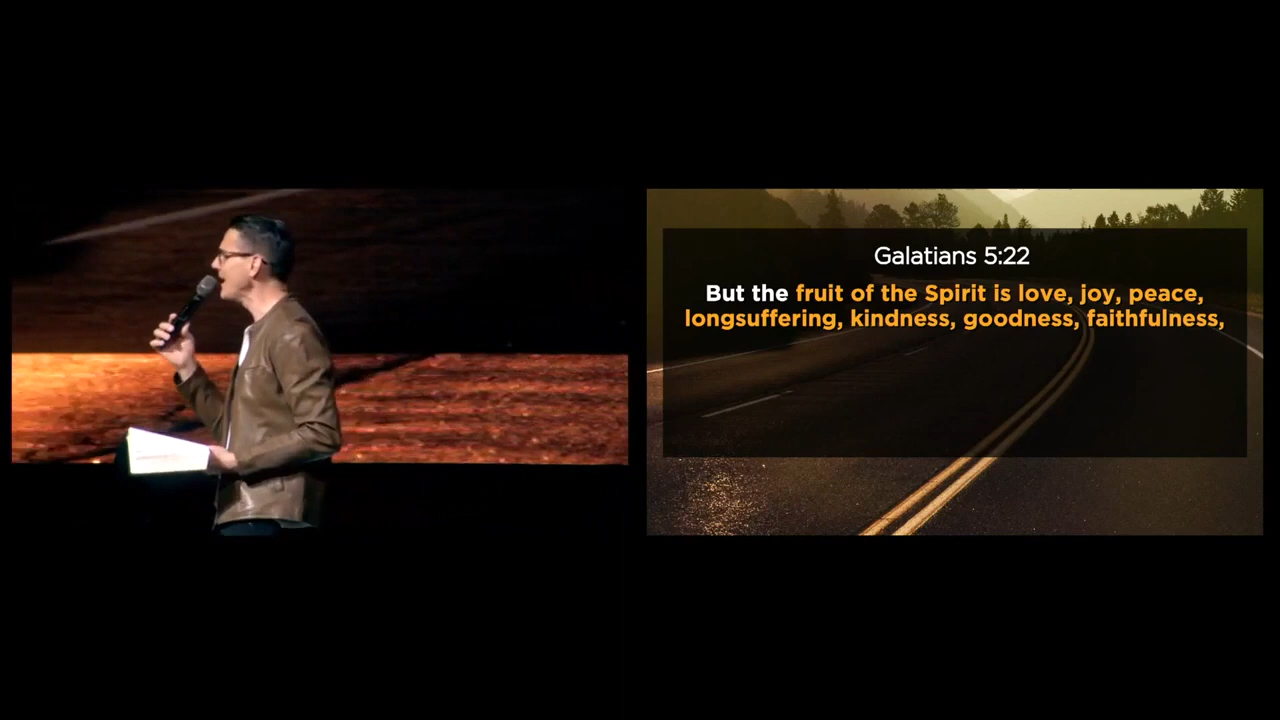 Galatians 5:22
But the fruit of the Spirit is love, joy, peace,
longsuffering, kindness, goodness, faithfulness,